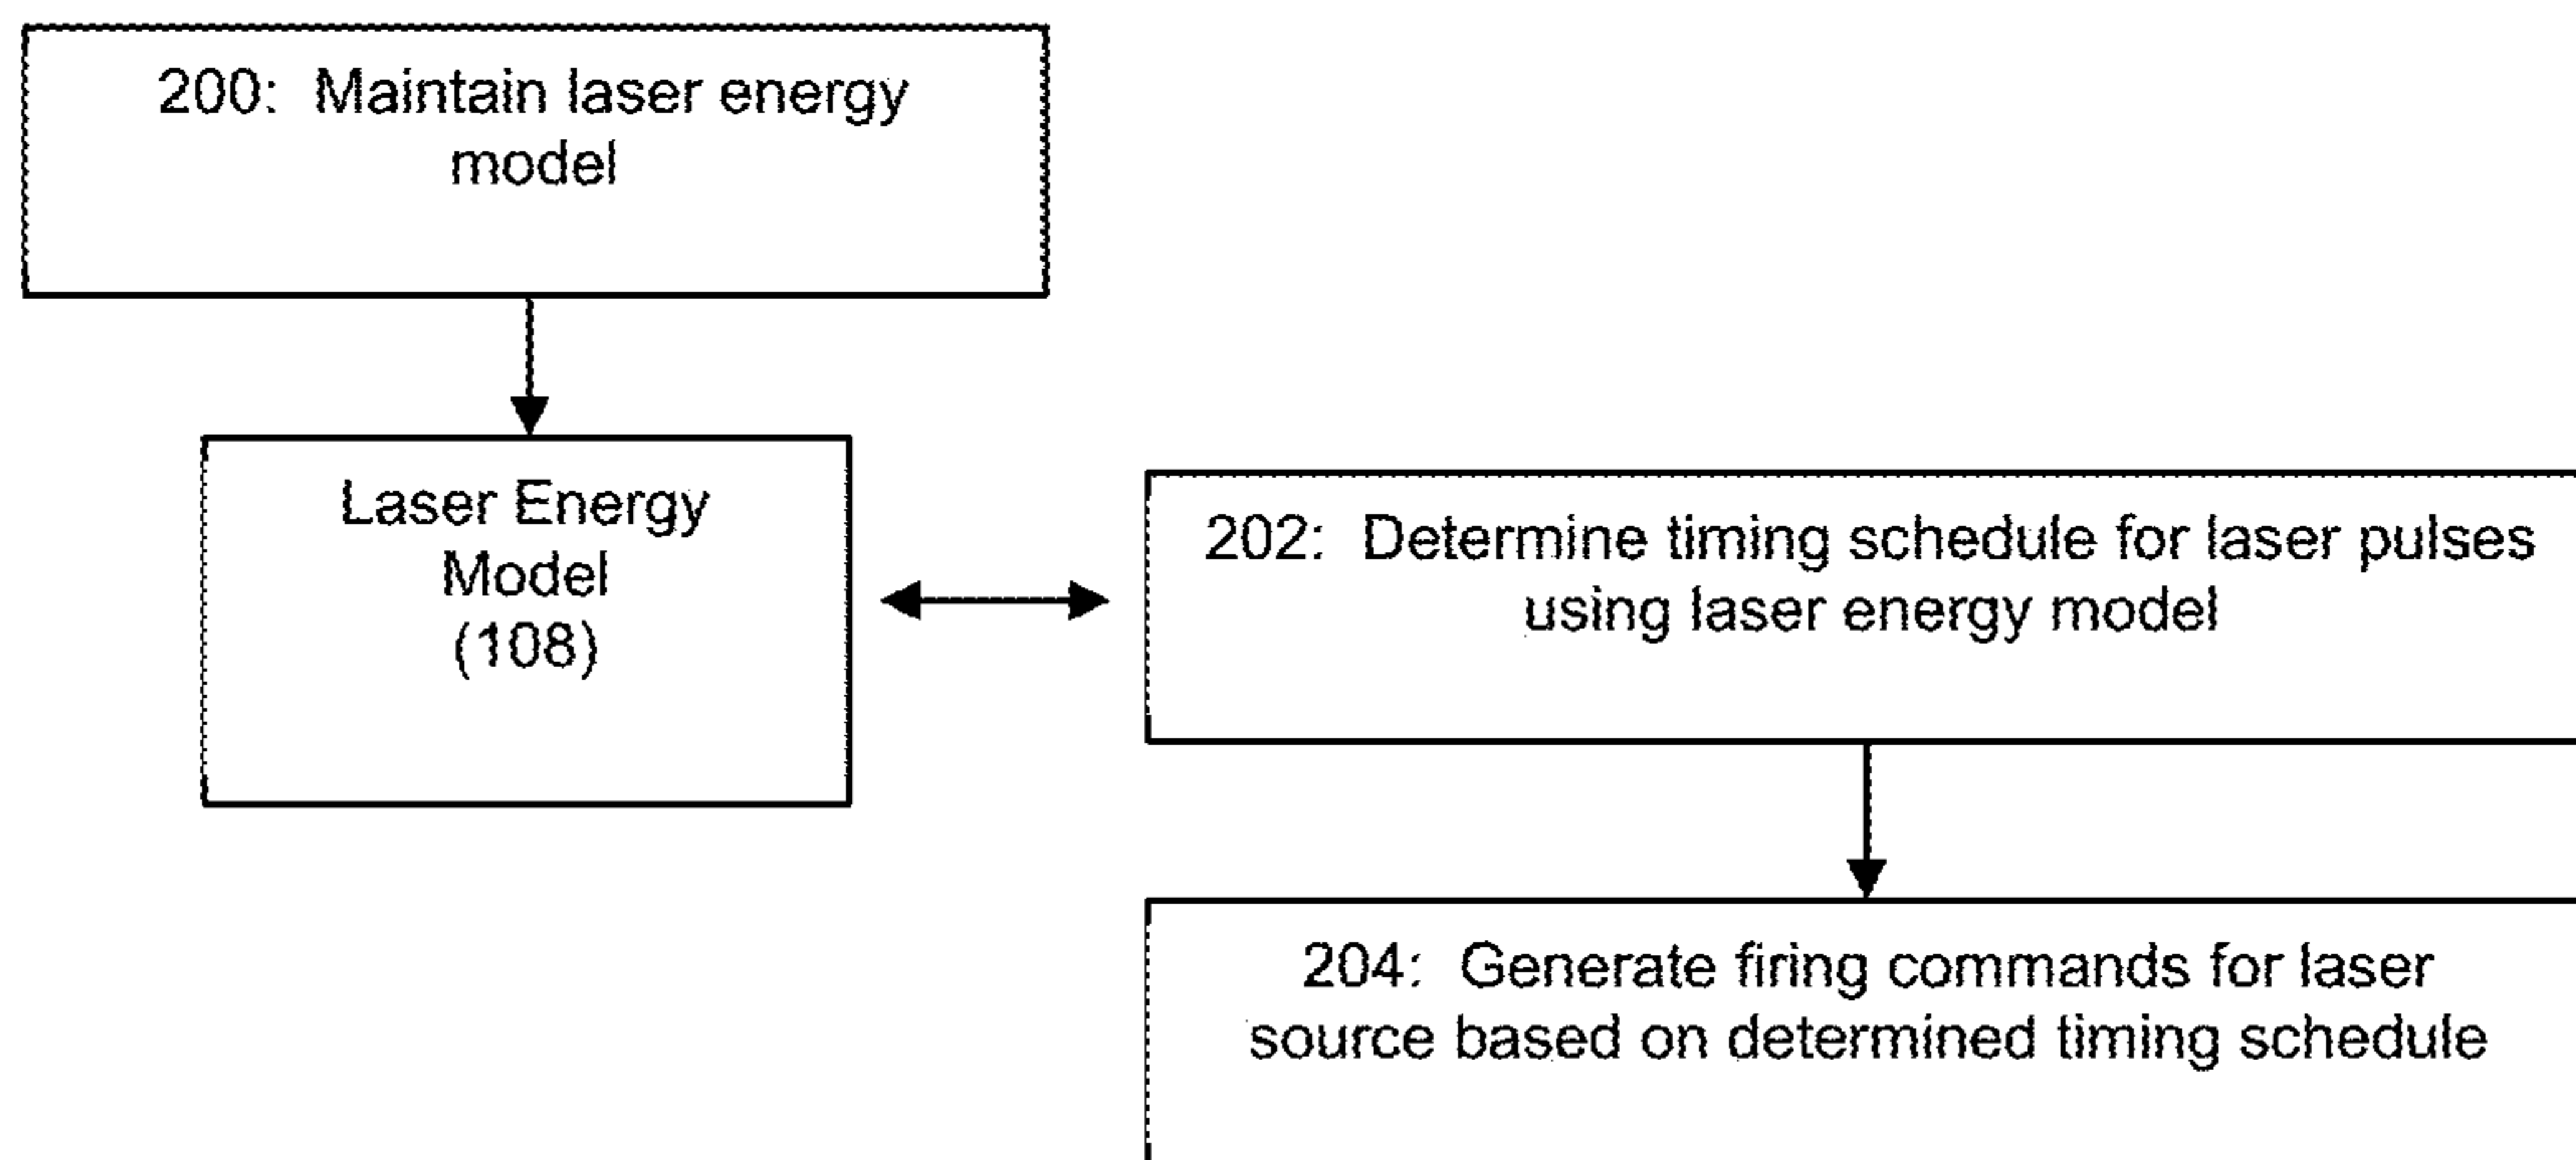 200: Maintain laser energy
model
Laser Energy
Model
(108)
202: Determine timing schedule for laser pulses
using laser energy model
204: Generate firing commands for laser
source based on determined timing schedule